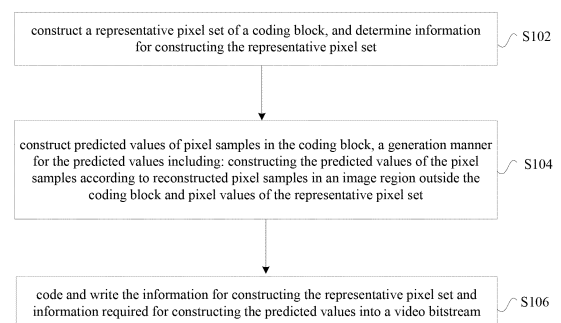 construct a representative pixel set of a coding block, and determine information
for constructing the representative pixel set
S102
construct predicted values of pixel samples in the coding block, a generation manner
for the predicted values including: constructing the predicted values of the pixel
samples according to reconstructed pixel samples in an image region outside the
coding block and pixel values of the representative pixel set
S104
code and write the information for constructing the representative pixel set and
information required for constructing the predicted values into a video bitstream
S106